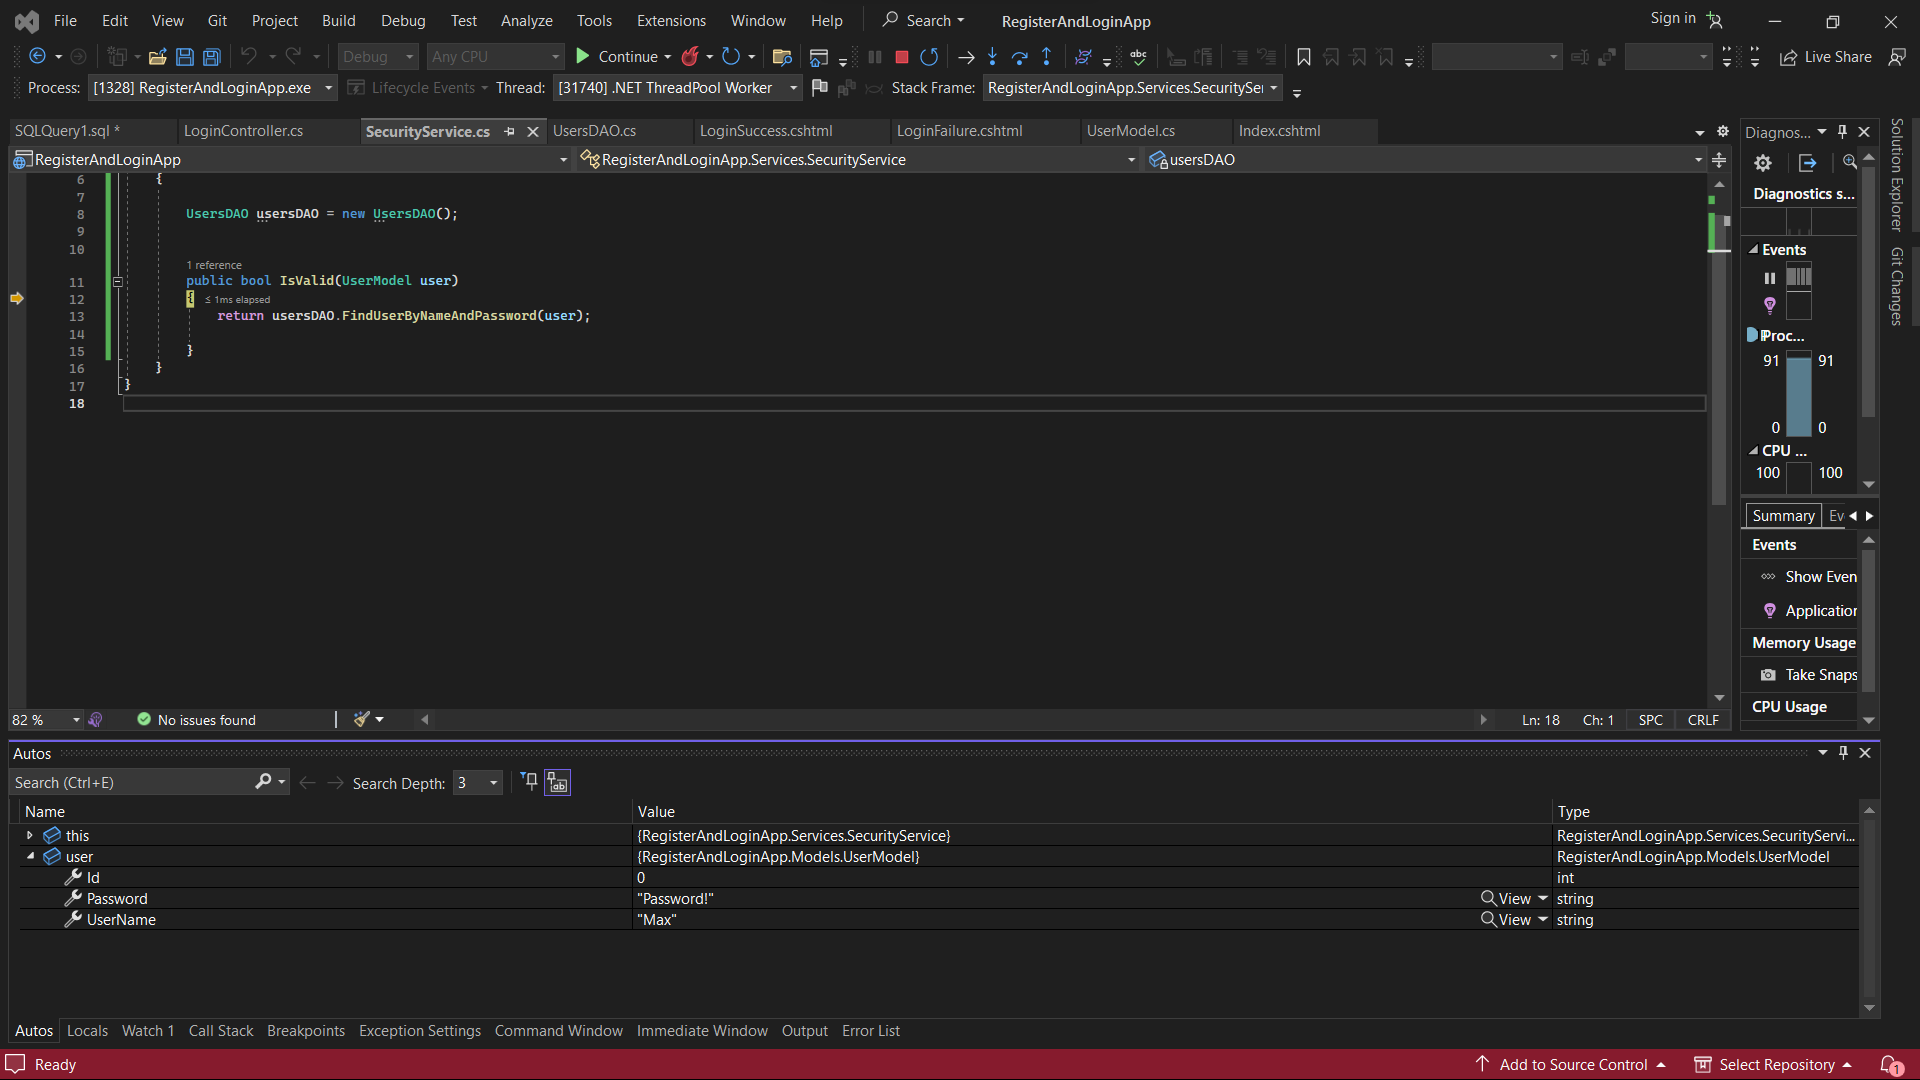 File Edit View Git Project Build Debug Test Analyze Tools Extensions Window Help Search RegisterAndLoginApp Sign in
Debug Any CPU Continue Live Share
Process: [1328] RegisterAndLoginApp.exe Lifecycle Events Thread: [31740] .NET ThreadPool Worker Stack Frame: RegisterAndLoginApp.Services.SecuritySer
SQLQuery1.sql * LoginController.cs SecurityService.cs UsersDAO.cs LoginSuccess.cshtml LoginFailure.cshtml UserModel.cs Index.cshtml
RegisterAndLoginApp RegisterAndLoginApp.Services.SecurityService usersDAO
6 {
7
8 UsersDAO usersDAO = new UsersDAO();
9
10
1 reference
11 public bool IsValid(UserModel user)
12 { ≤ 1ms elapsed
13 return usersDAO.FindUserByNameAndPassword(user);
14
15 }
16 }
17 }
18
82 % No issues found Ln: 18 Ch: 1 SPC CRLF
Diagnos...
Diagnostics s...
Events
Proc...
91 91
0 0
CPU ...
100 100
Summary Ev
Events
Show Even
Application
Memory Usage
Take Snaps
CPU Usage
Solution Explorer
Git Changes
Autos
Search (Ctrl+E) Search Depth: 3
Name Value Type
this {RegisterAndLoginApp.Services.SecurityService} RegisterAndLoginApp.Services.SecurityServi...
user {RegisterAndLoginApp.Models.UserModel} RegisterAndLoginApp.Models.UserModel
Id 0 int
Password "Password!" View string
UserName "Max" View string
Autos Locals Watch 1 Call Stack Breakpoints Exception Settings Command Window Immediate Window Output Error List
Ready Add to Source Control Select Repository 1